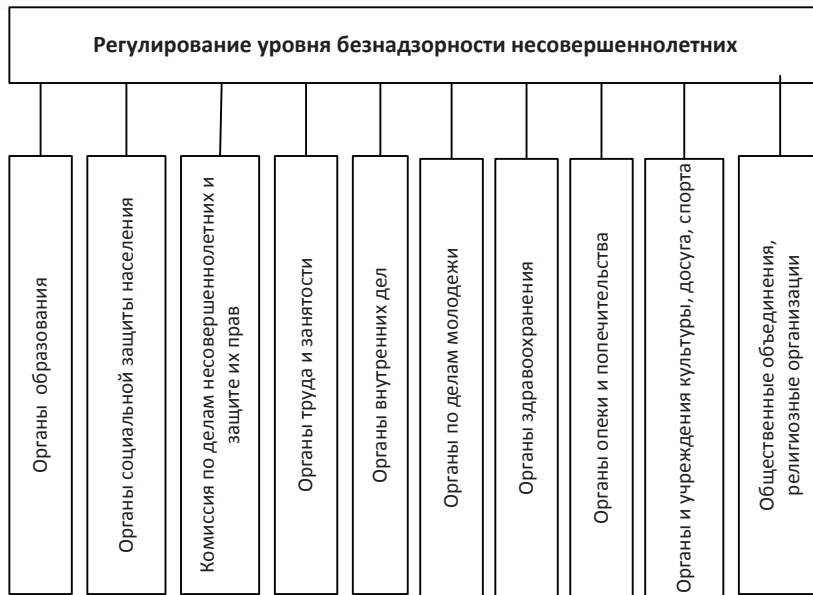 Регулирование уровня безнадзорности несовершеннолетних
Органы образования
Органы социальной защиты населения
Комиссия по делам несовершеннолетних и
защите их прав
Органы труда и занятости
Органы внутренних дел
Органы по делам молодежи
Органы здравоохранения
Органы опеки и попечительства
Органы и учреждения культуры, досуга, спорта
Общественные объединения,
религиозные организации